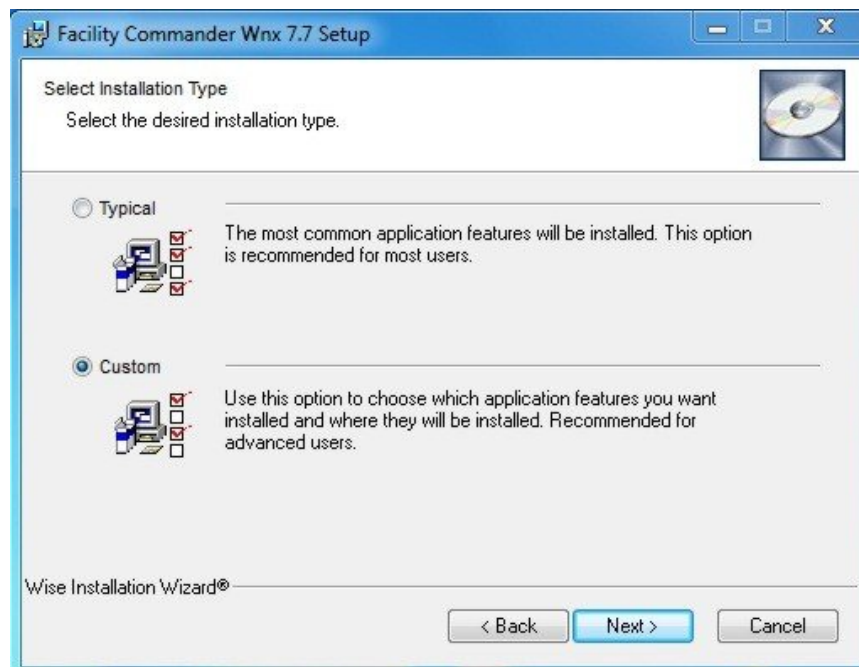 Facility Commander Wnx 7.7 Setup
Select Installation Type
Select the desired installation type.
Typical
The most common application features will be installed. This option
is recommended for most users.
Custom
Use this option to choose which application features you want
installed and where they will be installed. Recommended for
advanced users.
Wise Installation Wizard®
< Back
Next >
Cancel